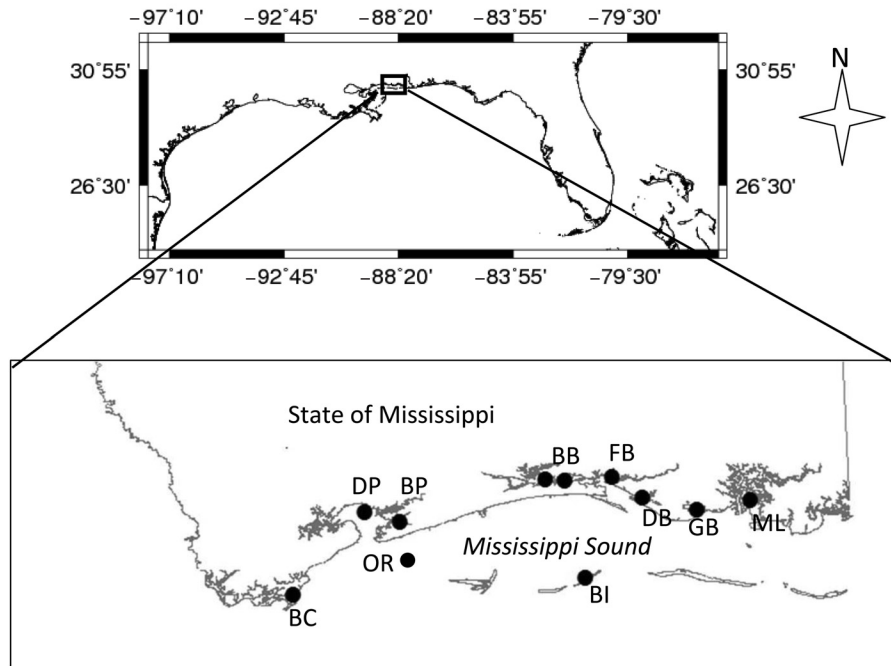 −97˚10' −92˚45' −88˚20' −83˚55' −79˚30'
30˚55' 30˚55'
N
26˚30' 26˚30'
−97˚10' −92˚45' −88˚20' −83˚55' −79˚30'
State of Mississippi
BB FB
DP BP
DB GB ML
Mississippi Sound
OR
BI
BC